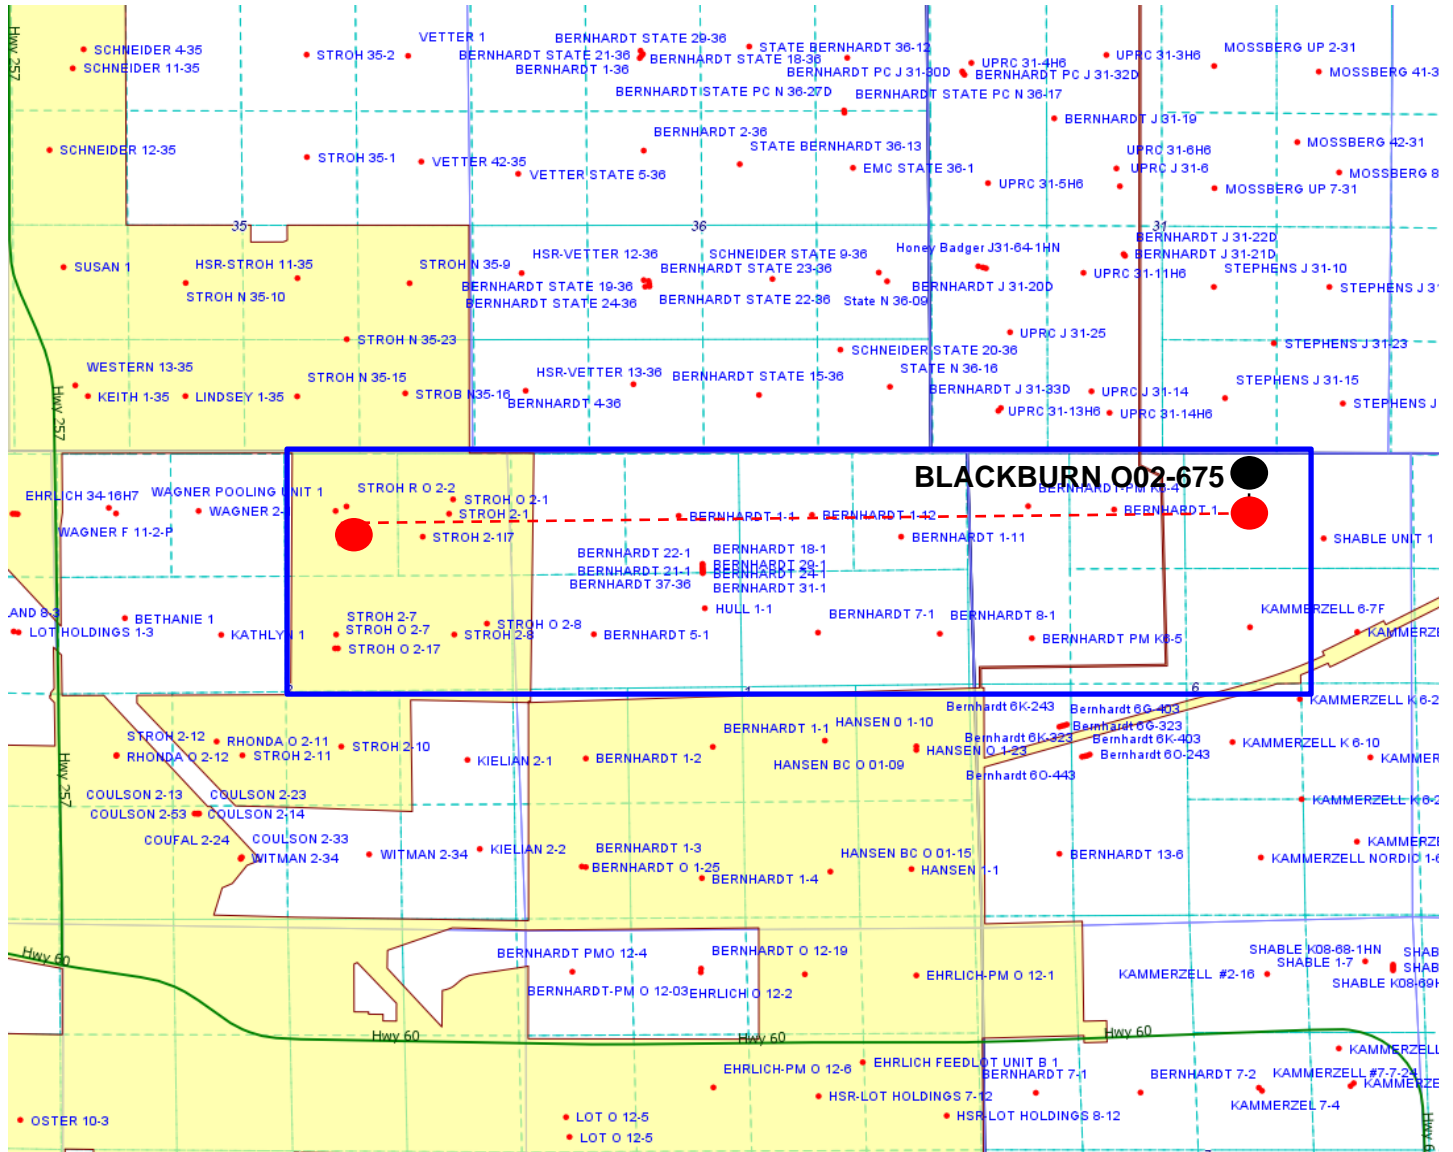 Hwy 257
SCHNEIDER 4-35
SCHNEIDER 11-35
STROH 35-2
VETTER 1
BERNHARDT STATE 29-36
BERNHARDT STATE 21-36
BERNHARDT STATE 18-36
BERNHARDT 1-36
STATE BERNHARDT 36-12
BERNHARDT PC J 31-30D
UPRC 31-4H6
BERNHARDT PC J 31-32D
UPRC 31-3H6
MOSSBERG UP 2-31
MOSSBERG 41-3
BERNHARDT STATE PC N 36-27D
BERNHARDT STATE PC N 36-17
BERNHARDT J 31-19
SCHNEIDER 12-35
STROH 35-1
VETTER 42-35
VETTER STATE 5-36
BERNHARDT 2-36
STATE BERNHARDT 36-13
EMC STATE 36-1
UPRC 31-5H6
UPRC 31-6H6
UPRC J 31-6
MOSSBERG 42-31
MOSSBERG 8
MOSSBERG UP 7-31
35
36
31
SUSAN 1
HSR-STROH 11-35
STROH N 35-10
STROH N 35-9
HSR-VETTER 12-36
BERNHARDT STATE 19-36
BERNHARDT STATE 24-36
SCHNEIDER STATE 9-36
BERNHARDT STATE 23-36
BERNHARDT STATE 22-36
State N 36-09
Honey Badger J31-64-1HN
BERNHARDT J 31-20D
BERNHARDT J 31-22D
BERNHARDT J 31-21D
UPRC 31-11H6
STEPHENS J 31-10
STEPHENS J 31
STROH N 35-23
UPRC J 31-25
SCHNEIDER STATE 20-36
STEPHENS J 31-23
WESTERN 13-35
KEITH 1-35
LINDSEY 1-35
STROH N 35-15
STROB N35-16
HSR-VETTER 13-36
BERNHARDT 4-36
BERNHARDT STATE 15-36
STATE N 36-16
BERNHARDT J 31-33D
UPRC J 31-14
UPRC 31-13H6
UPRC 31-14H6
STEPHENS J 31-15
STEPHENS J
Hwy 257
BLACKBURN O02-675
EHRLICH 34-16H7
WAGNER POOLING UNIT 1
WAGNER F 11-2-P
STROH R O 2-2
STROH O 2-1
STROH 2-1
STROH 2-1I7
BERNHARDT 1-1
BERNHARDT 1-12
BERNHARDT 1-11
BERNHARDT 1
SHABLE UNIT 1
BERNHARDT 22-1
BERNHARDT 21-1
BERNHARDT 37-36
BERNHARDT 18-1
BERNHARDT 29-1
BERNHARDT 24-1
BERNHARDT 31-1
HULL 1-1
LOT HOLDINGS 1-3
BETHANIE 1
KATHLYN 1
STROH 2-7
STROH O 2-7
STROH O 2-17
STROH 2-8
STROH O 2-8
BERNHARDT 5-1
BERNHARDT 7-1
BERNHARDT 8-1
BERNHARDT PM K6-5
KAMMERZELL 6-7F
KAMMERZE
6
KAMMERZELL K 6-2
Bernhardt 6K-243
Bernhardt 6G-403
Bernhardt 6G-323
Bernhardt 6K-323
Bernhardt 6K-403
Bernhardt 6O-243
Bernhardt 6O-443
KAMMERZELL K 6-10
KAMMER
STROH 2-12
RHONDA O 2-11
RHONDA O 2-12
STROH 2-11
STROH 2-10
KIELIAN 2-1
BERNHARDT 1-2
BERNHARDT 1-1
HANSEN 0 1-10
HANSEN O 1-23
HANSEN BC O 01-09
Hwy 257
COULSON 2-13
COULSON 2-23
COULSON 2-53
COULSON 2-14
COUFAL 2-24
COULSON 2-33
WITMAN 2-34
WITMAN 2-34
KIELIAN 2-2
BERNHARDT 1-3
BERNHARDT O 1-25
BERNHARDT 1-4
HANSEN BC O 01-15
HANSEN 1-1
BERNHARDT 13-6
KAMMERZELL K 6-2
KAMMERZE
KAMMERZELL NORDIC 1-6
Hwy 60
BERNHARDT PMO 12-4
BERNHARDT-PM O 12-03
BERNHARDT O 12-19
EHRLICH O 12-2
EHRLICH-PM O 12-1
KAMMERZELL #2-16
SHABLE K08-68-1HN
SHABLE 1-7
SHAB
SHAB
SHABLE K08-69H
Hwy 60
Hwy 60
Hwy 60
EHRLICH-PM O 12-6
EHRLICH FEEDLOT UNIT B 1
HSR-LOT HOLDINGS 7-12
HSR-LOT HOLDINGS 8-12
BERNHARDT 7-1
BERNHARDT 7-2
KAMMERZELL
KAMMERZELL #7-7-24
KAMMERZE
KAMMERZEL 7-4
OSTER 10-3
LOT O 12-5
LOT O 12-5
Hwy 6